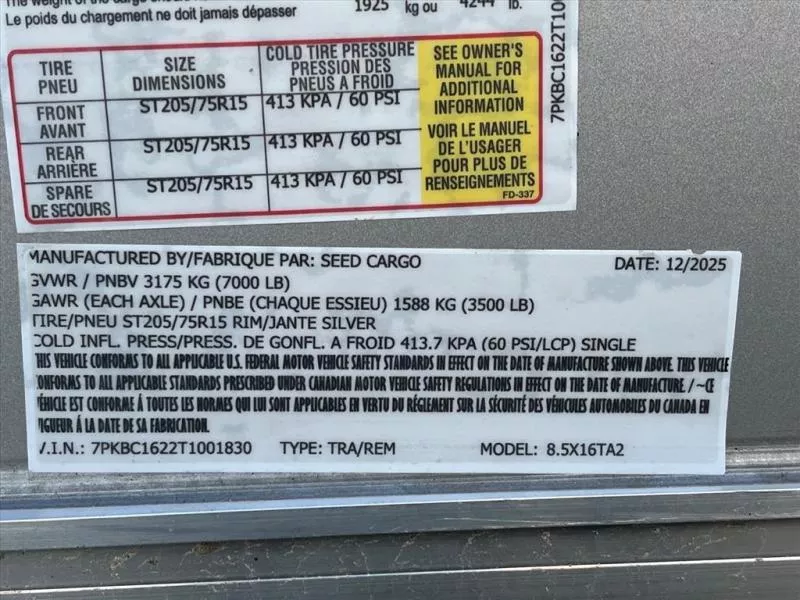 Le poids du chargement ne doit jamais dépasser 1925 kg ou 4244 lb.
TIRE PNEU SIZE DIMENSIONS COLD TIRE PRESSURE PRESSION DES PNEUS A FROID
FRONT AVANT ST205/75R15 413 KPA / 60 PSI
REAR ARRIÈRE ST205/75R15 413 KPA / 60 PSI
SPARE DE SECOURS ST205/75R15 413 KPA / 60 PSI
SEE OWNER'S
MANUAL FOR
ADDITIONAL
INFORMATION
VOIR LE MANUEL
DE L'USAGER
POUR PLUS DE
RENSEIGNEMENTS
FD-337
7PKBC1622T100
MANUFACTURED BY/FABRIQUE PAR: SEED CARGO DATE: 12/2025
GVWR / PNBV 3175 KG (7000 LB)
GAWR (EACH AXLE) / PNBE (CHAQUE ESSIEU) 1588 KG (3500 LB)
TIRE/PNEU ST205/75R15 RIM/JANTE SILVER
COLD INFL. PRESS/PRESS. DE GONFL. A FROID 413.7 KPA (60 PSI/LCP) SINGLE
THIS VEHICLE CONFORMS TO ALL APPLICABLE U.S. FEDERAL MOTOR VEHICLE SAFETY STANDARDS IN EFFECT ON THE DATE OF MANUFACTURE SHOWN ABOVE. THIS VEHICLE
CONFORMS TO ALL APPLICABLE STANDARDS PRESCRIBED UNDER CANADIAN MOTOR VEHICLE SAFETY REGULATIONS IN EFFECT ON THE DATE OF MANUFACTURE. / ~CE
VÉHICLE EST CONFORME À TOUTES LES NORMES QUI LUI SONT APPLICABLES EN VERTU DU RÉGLEMENT SUR LA SÉCURITÉ DES VÉHICULES AUTOMOBILES DU CANADA EN
VIGUEUR Á LA DATE DE SA FABRICATION.
V.I.N.: 7PKBC1622T1001830 TYPE: TRA/REM MODEL: 8.5X16TA2